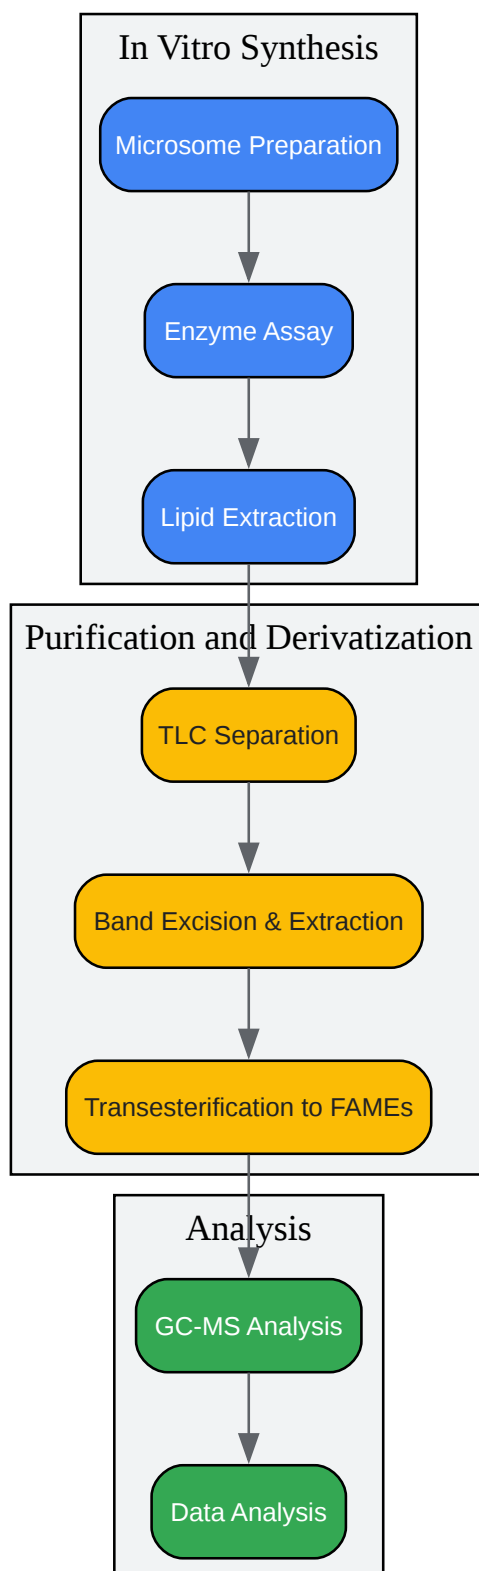 In Vitro Synthesis
Microsome Preparation
Enzyme Assay
Lipid Extraction
Purification and Derivatization
TLC Separation
Band Excision & Extraction
Transesterification to FAMEs
Analysis
GC-MS Analysis
Data Analysis